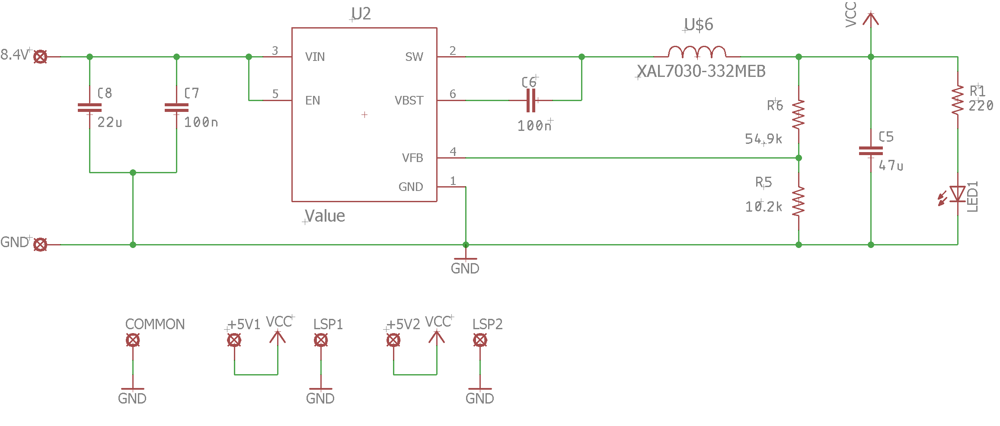 U2
U$6
VCC
8.4V
3
VIN
SW
2
XAL7030-332MEB
C8
C7
5
EN
VBST
6
C6
R6
R1
220
22u
100n
100n
54.9k
C5
VFB
4
47u
R5
GND
1
10.2k
LED1
Value
GND
GND
COMMON
+5V1
VCC
LSP1
+5V2
VCC
LSP2
GND
GND
GND